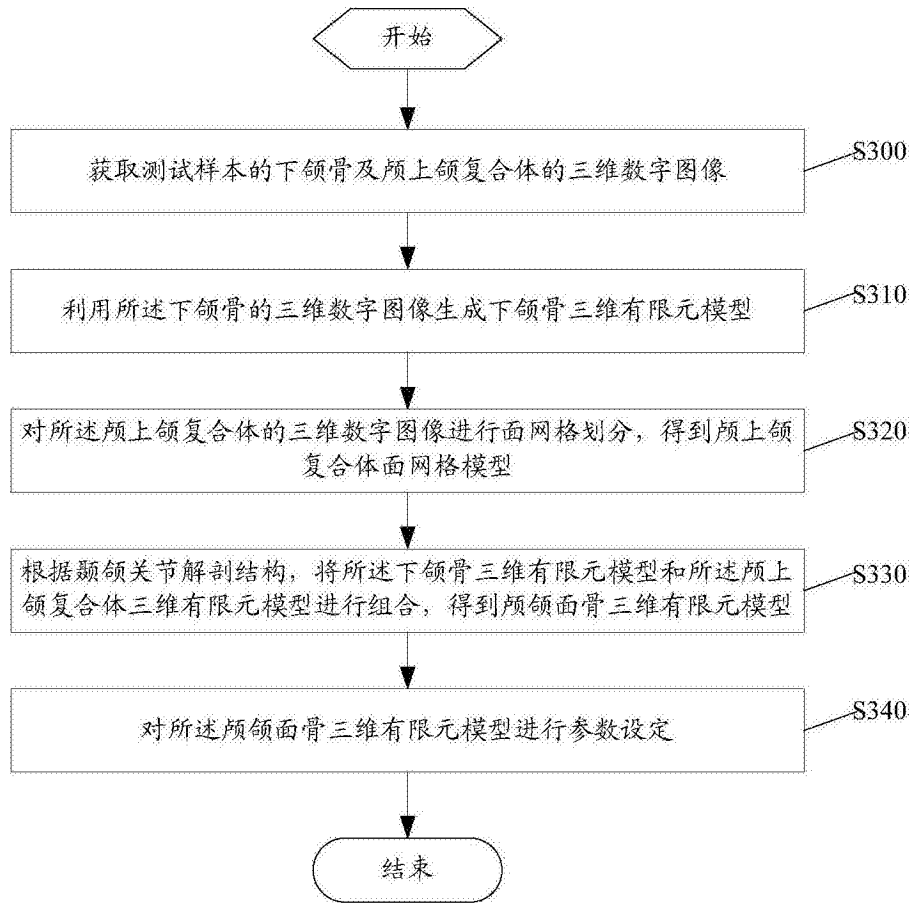 开始
获取测试样本的下颌骨及颅上颌复合体的三维数字图像
S300
利用所述下颌骨的三维数字图像生成下颌骨三维有限元模型
S310
对所述颅上颌复合体的三维数字图像进行面网格划分，得到颅上颌
复合体面网格模型
S320
根据颞颌关节解剖结构，将所述下颌骨三维有限元模型和所述颅上
颌复合体三维有限元模型进行组合，得到颅颌面骨三维有限元模型
S330
对所述颅颌面骨三维有限元模型进行参数设定
S340
结束